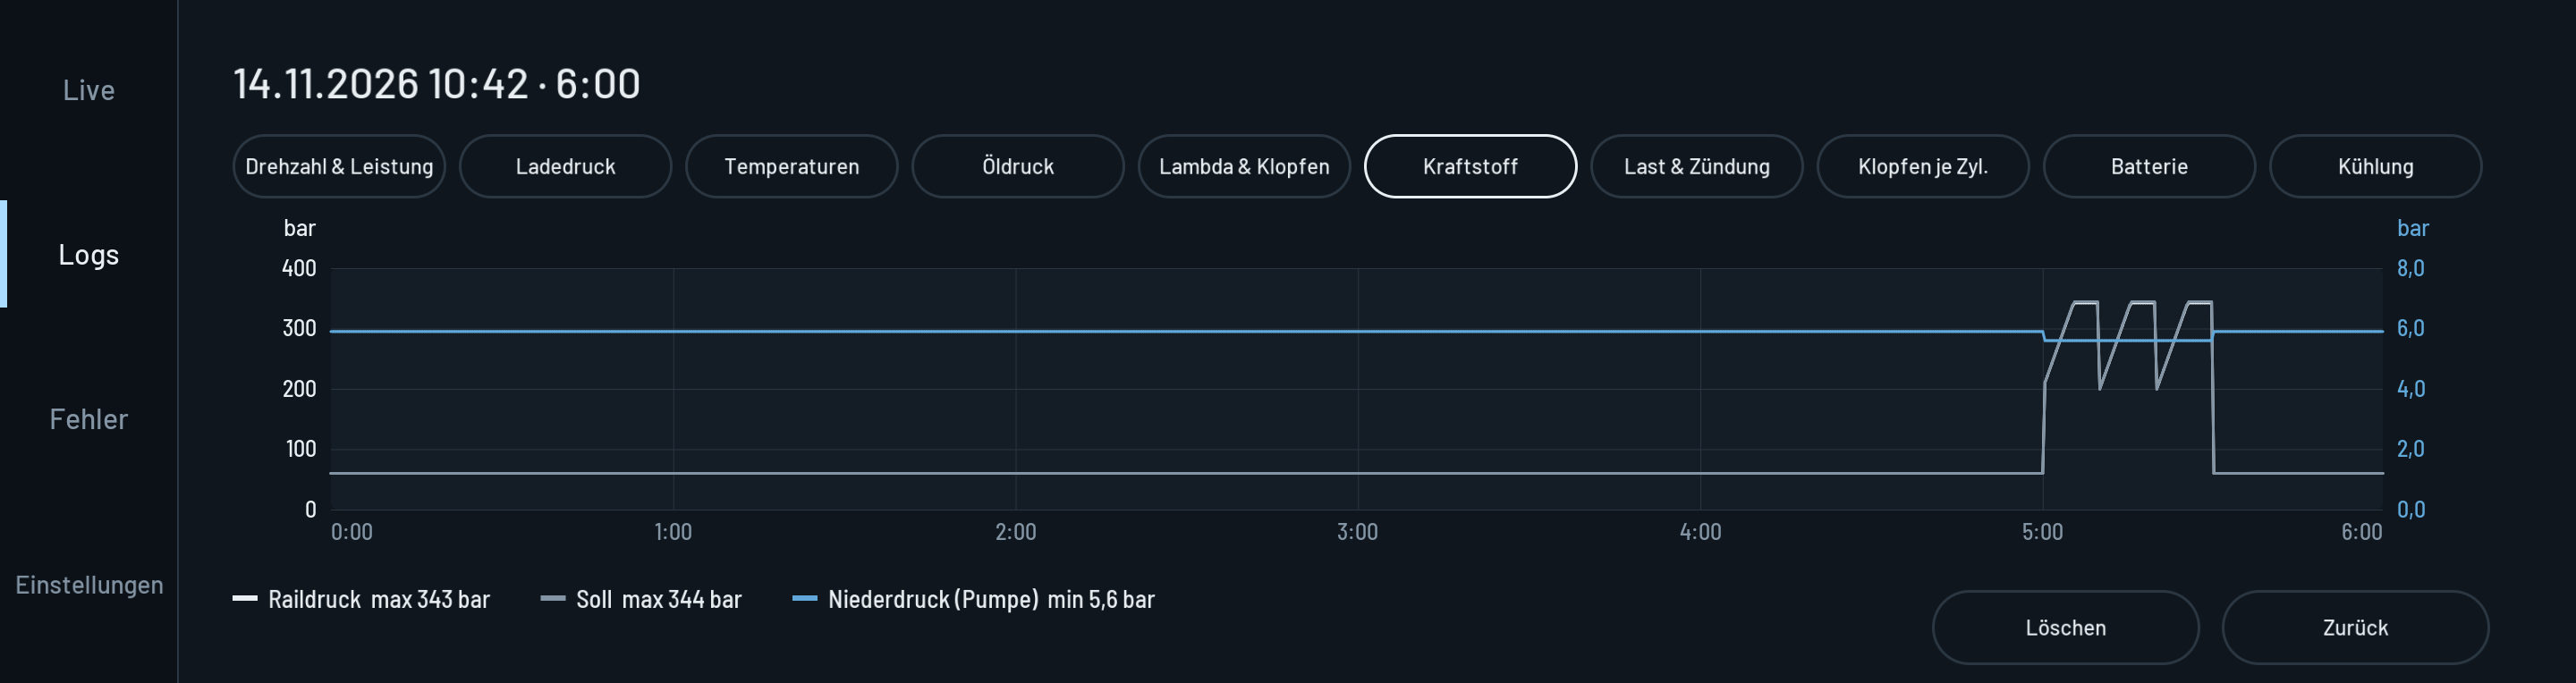 Live
Logs
Fehler
Einstellungen
14.11.2026 10:42 · 6:00
Drehzahl & Leistung
Ladedruck
Temperaturen
Öldruck
Lambda & Klopfen
Kraftstoff
Last & Zündung
Klopfen je Zyl.
Batterie
Kühlung
bar
400
300
200
100
0
bar
8,0
6,0
4,0
2,0
0,0
0:00
1:00
2:00
3:00
4:00
5:00
6:00
Raildruck max 343 bar
Soll max 344 bar
Niederdruck (Pumpe) min 5,6 bar
Löschen
Zurück